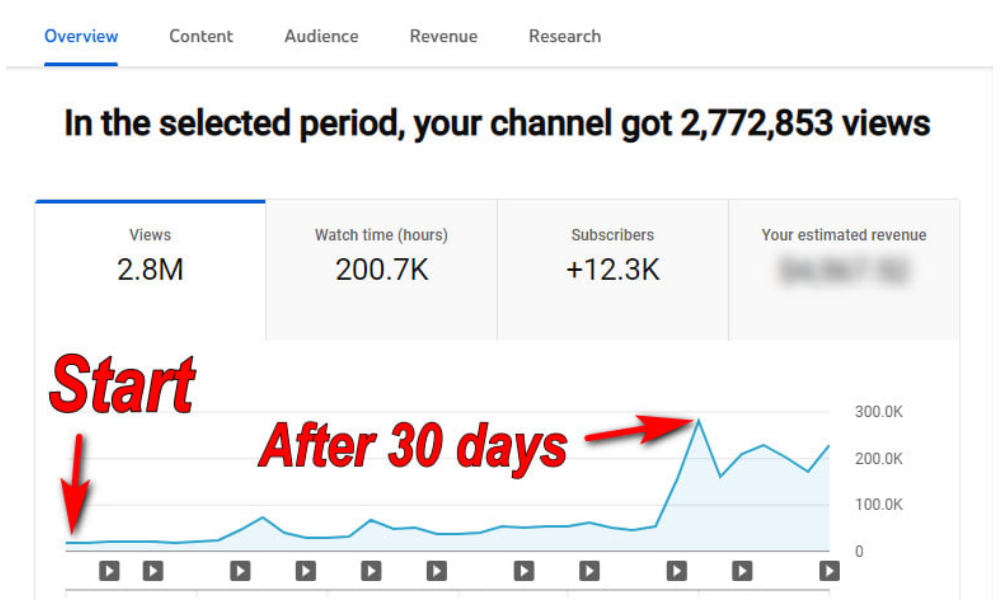 Overview Content Audience Revenue Research
In the selected period, your channel got 2,772,853 views
Views Watch time (hours) Subscribers Your estimated revenue
2.8M 200.7K +12.3K
Start
After 30 days
300.0K
200.0K
100.0K
0